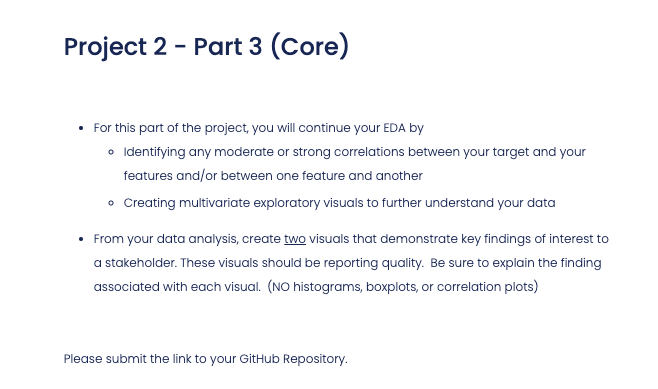 Project 2 - Part 3 (Core)
• For this part of the project, you will continue your EDA by
◦ Identifying any moderate or strong correlations between your target and your
features and/or between one feature and another
◦ Creating multivariate exploratory visuals to further understand your data
• From your data analysis, create two visuals that demonstrate key findings of interest to
a stakeholder. These visuals should be reporting quality.  Be sure to explain the finding
associated with each visual.  (NO histograms, boxplots, or correlation plots)
Please submit the link to your GitHub Repository.